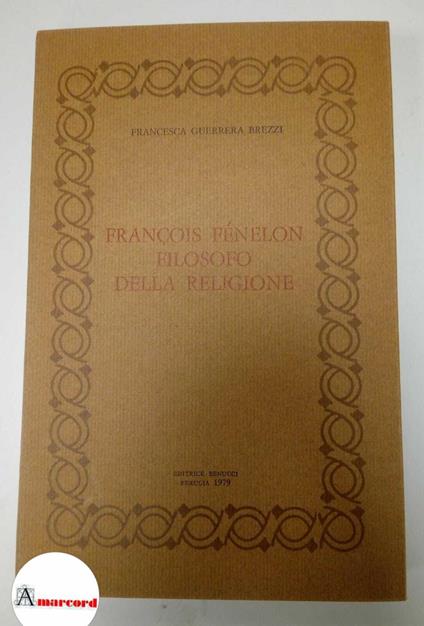 FRANCESCA GUERRERA BREZZI
FRANÇOIS FÉNELON
FILOSOFO
DELLA RELIGIONE
EDITRICE BENUCCI
PERUGIA 1979
Amarcord